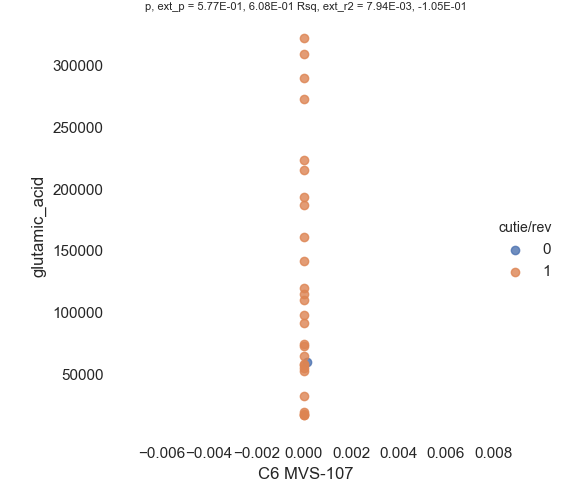 p, ext_p = 5.77E-01, 6.08E-01 Rsq, ext_r2 = 7.94E-03, -1.05E-01
300000
250000
200000
150000
100000
50000
glutamic_acid
−0.006 −0.004 −0.002 0.000 0.002 0.004 0.006 0.008
C6 MVS-107
cutie/rev
0
1